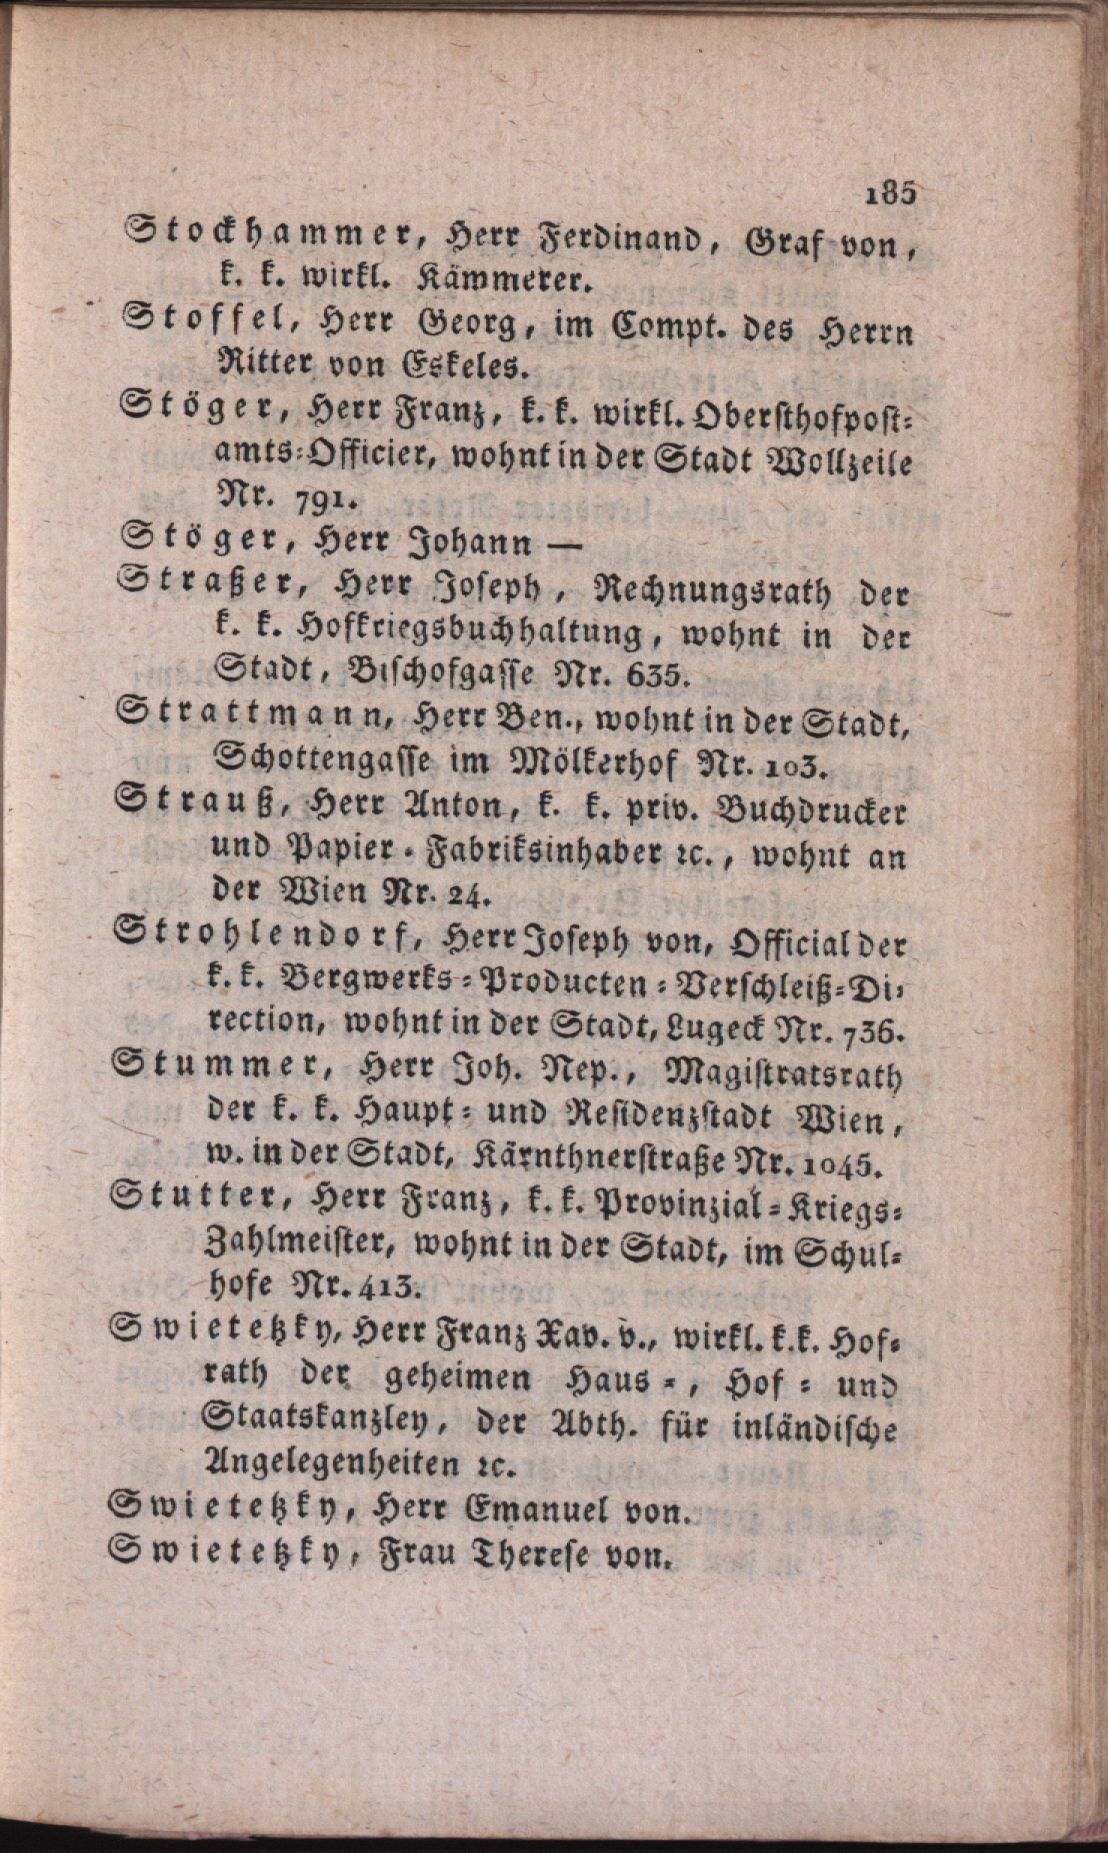 185
Stockhammer, Herr Ferdinand, Graf von,
k. k. wirkl. Kämmerer.
Stoffel, Herr Georg, im Compt. des Herrn
Ritter von Eskeles.
Stöger, Herr Franz, k. k. wirkl. Obersthofpost-
amts-Officier, wohnt in der Stadt Wollzeile
Nr. 791.
Stöger, Herr Johann —
Straßer, Herr Joseph, Rechnungsrath der
k. k. Hofkriegsbuchhaltung, wohnt in der
Stadt, Bischofgasse Nr. 635.
Strattmann, Herr Ben., wohnt in der Stadt,
Schottengasse im Mölkerhof Nr. 103.
Strauß, Herr Anton, k. k. priv. Buchdrucker
und Papier-Fabriksinhaber ꝛc., wohnt an
der Wien Nr. 24.
Strohlendorf, Herr Joseph von, Official der
k. k. Bergwerks-Producten-Verschleiß-Di-
rection, wohnt in der Stadt, Lugeck Nr. 736.
Stummer, Herr Joh. Nep., Magistratsrath
der k. k. Haupt- und Residenzstadt Wien,
w. in der Stadt, Kärnthnerstraße Nr. 1045.
Stutter, Herr Franz, k. k. Provinzial-Kriegs-
Zahlmeister, wohnt in der Stadt, im Schul-
hofe Nr. 413.
Swietetzky, Herr Franz Xav. v., wirkl. k. k. Hof-
rath der geheimen Haus-, Hof- und
Staatskanzley, der Abth. für inländische
Angelegenheiten ꝛc.
Swietetzky, Herr Emanuel von.
Swietetzky, Frau Therese von.